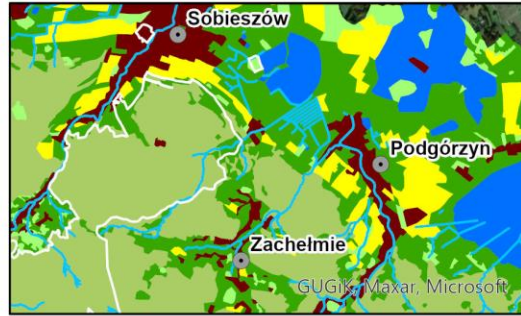 Sobieszów
Podgórzyn
Zachełmie
GUGiK, Maxar, Microsoft